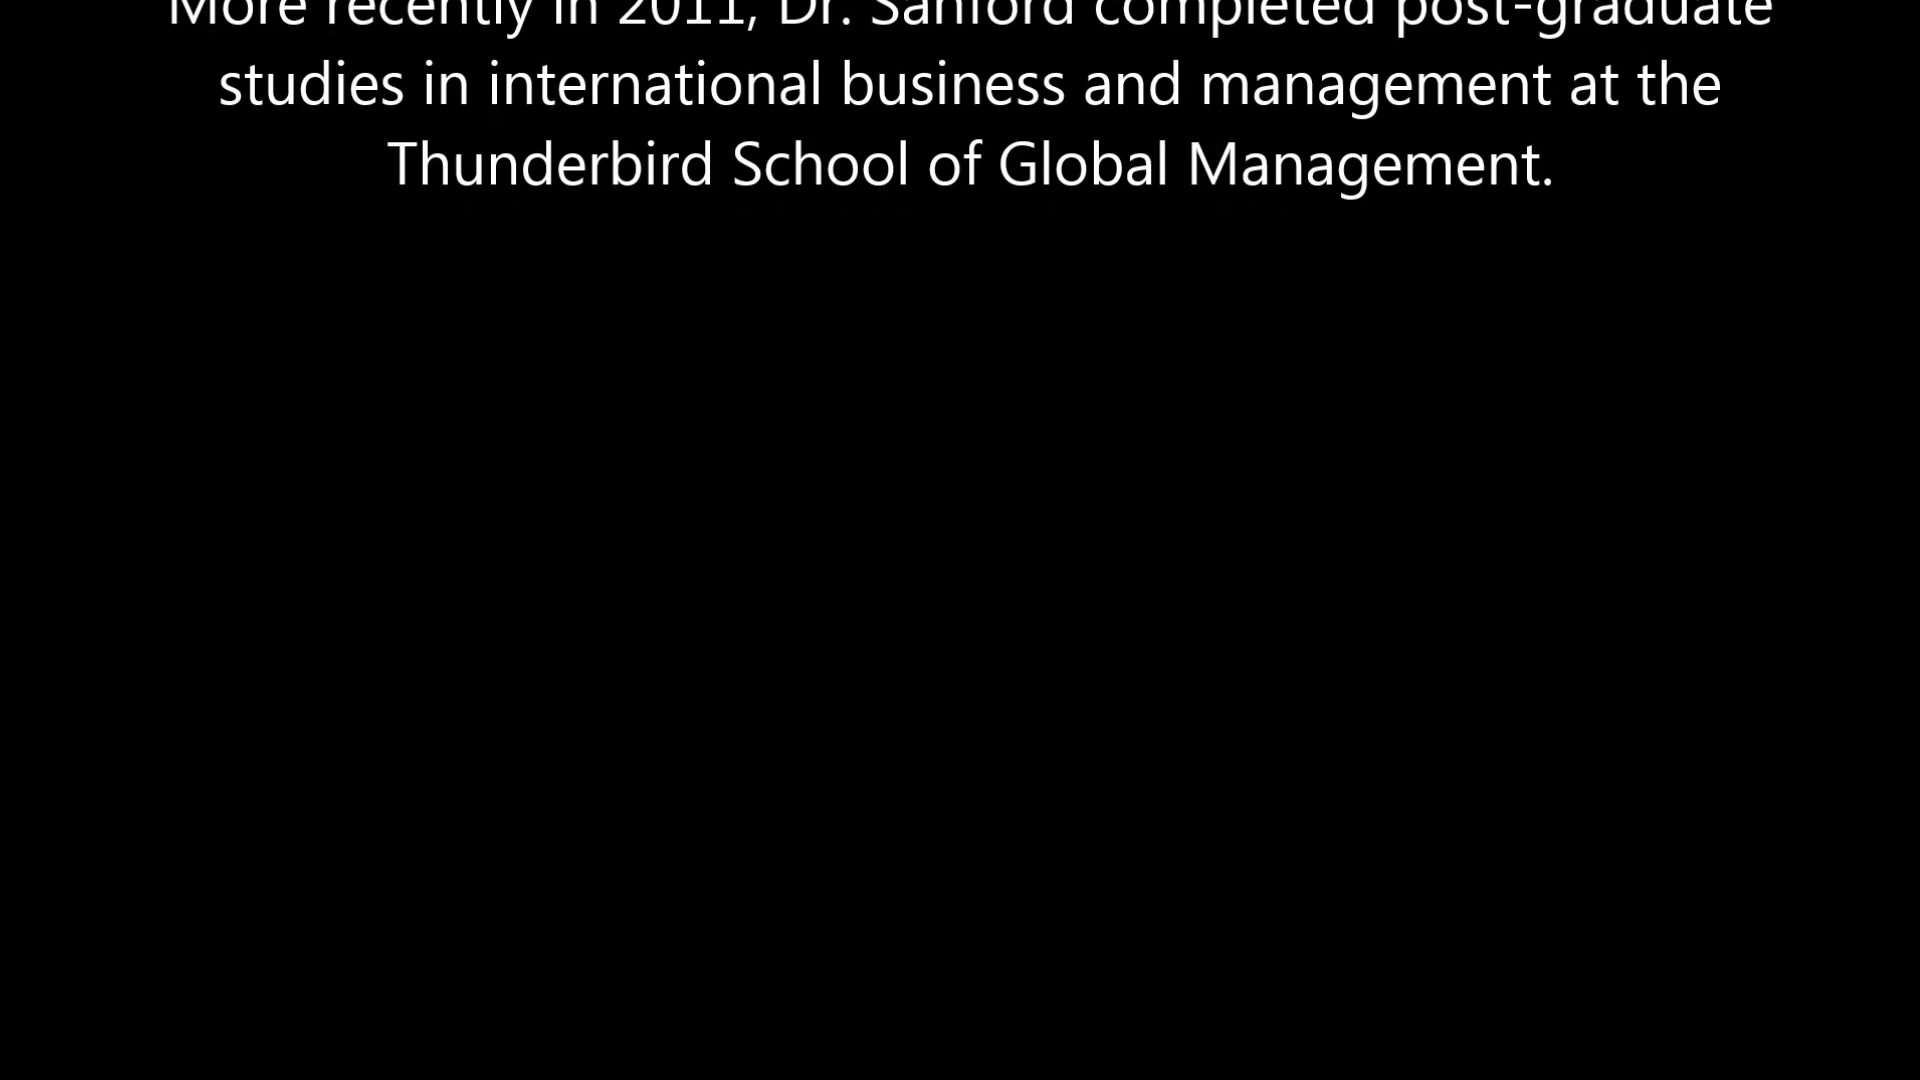 More recently in 2011, Dr. Sanford completed post-graduate
studies in international business and management at the
Thunderbird School of Global Management.